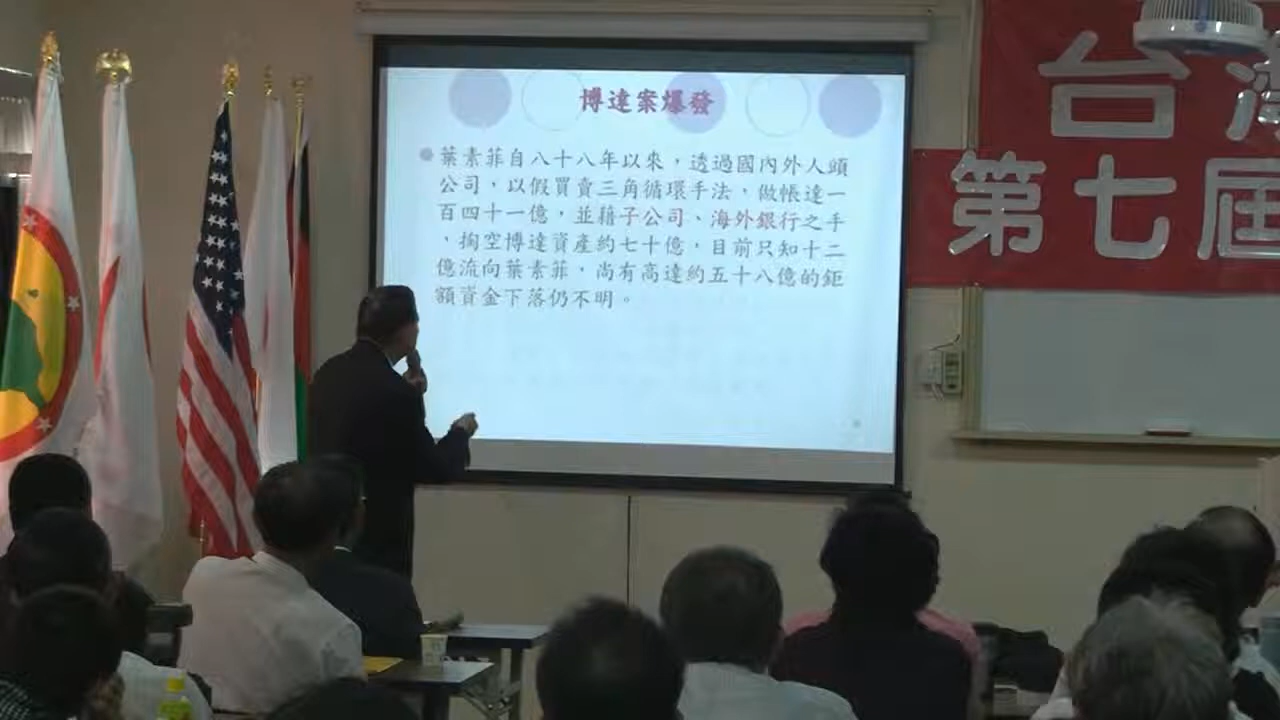 博達案爆發
葉素菲自八十八年以來，透過國內外人頭
公司，以假買賣三角循環手法，做帳達一
百四十一億，並藉子公司、海外銀行之手
，掏空博達資產約七十億，目前只知十二
億流向葉素菲，尚有高達約五十八億的鉅
額資金下落仍不明。
台灣
第七屆